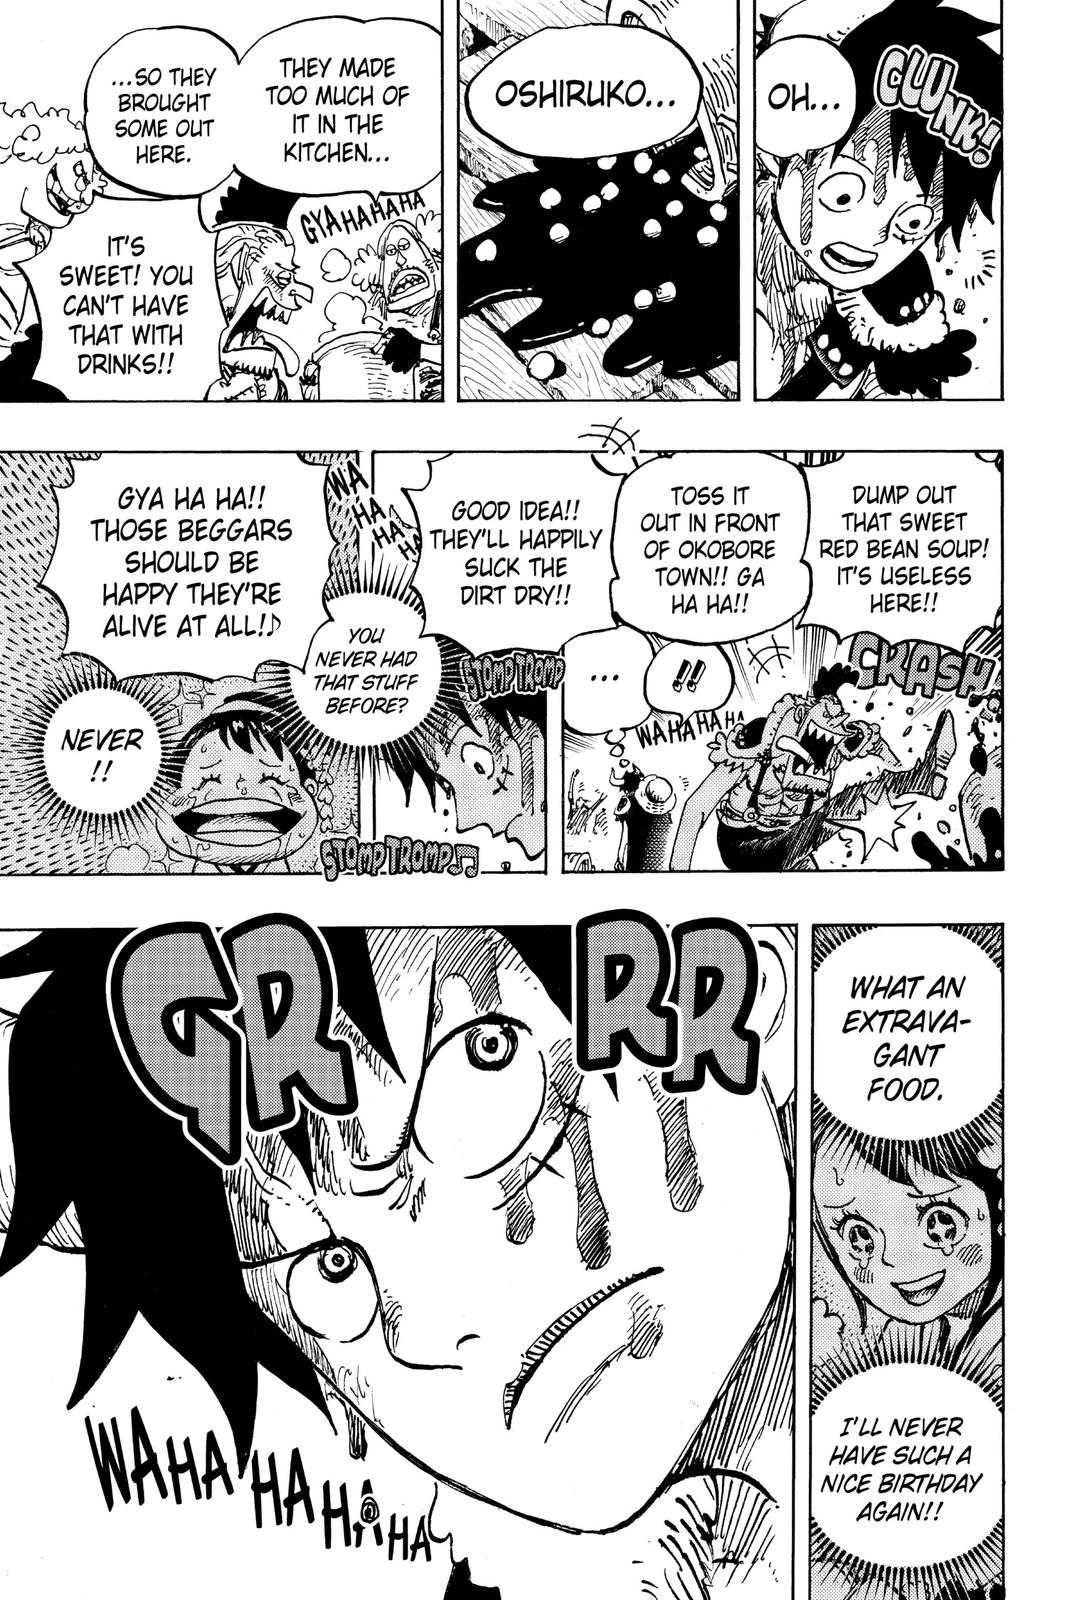 OH...
CLUNK!
OSHIRUKO...
THEY MADE
TOO MUCH OF
IT IN THE
KITCHEN...
...SO THEY
BROUGHT
SOME OUT
HERE.
GYAHAHAHA
IT'S
SWEET! YOU
CAN'T HAVE
THAT WITH
DRINKS!!
DUMP OUT
THAT SWEET
RED BEAN SOUP!
IT'S USELESS
HERE!!
TOSS IT
OUT IN FRONT
OF OKOBORE
TOWN!! GA
HA HA!!
CRASH
!!
...
WAHAHAHA
GOOD IDEA!!
THEY'LL HAPPILY
SUCK THE
DIRT DRY!!
STOMP TROMP
WA
HA
HA
HA
YOU
NEVER HAD
THAT STUFF
BEFORE?
GYA HA HA!!
THOSE BEGGARS
SHOULD BE
HAPPY THEY'RE
ALIVE AT ALL!♪
NEVER
!!
STOMP TROMP♫
WHAT AN
EXTRAVA-
GANT
FOOD.
I'LL NEVER
HAVE SUCH A
NICE BIRTHDAY
AGAIN!!
GRRR
WAHA HA HA HA